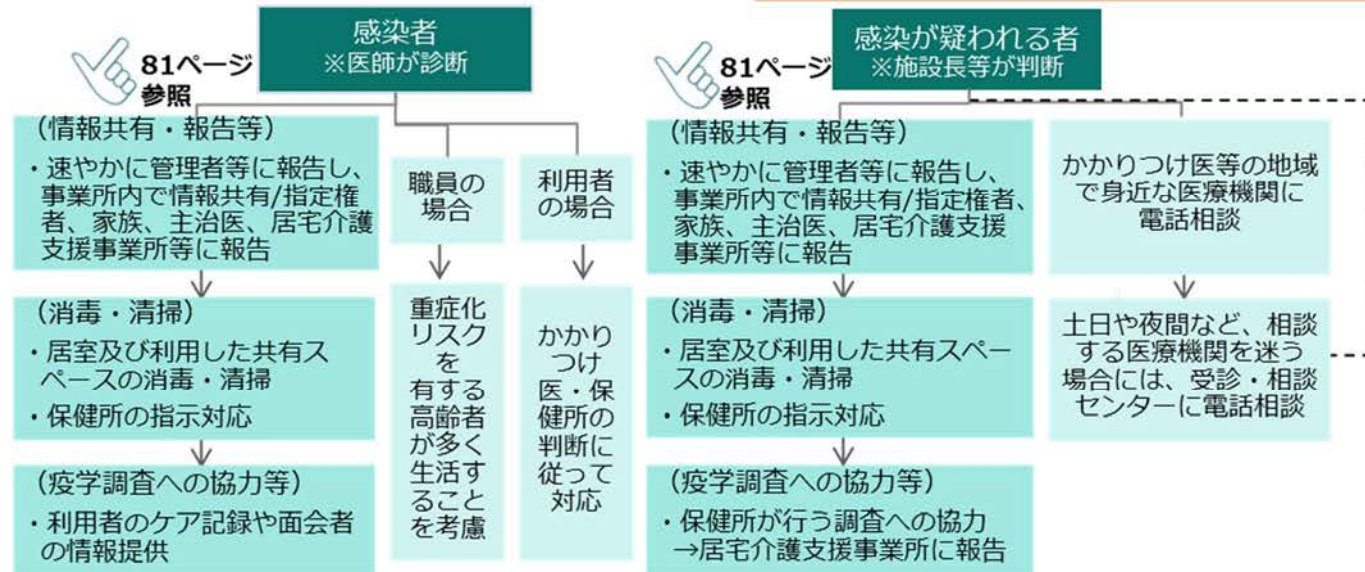 感染者
※医師が診断
81ページ
参照
(情報共有・報告等)
・速やかに管理者等に報告し、
事業所内で情報共有/指定権
者、家族、主治医、居宅介護
支援事業所等に報告
(消毒・清掃)
・居室及び利用した共有ス
ペースの消毒・清掃
・保健所の指示対応
(疫学調査への協力等)
・利用者のケア記録や面会者
の情報提供
職員の
場合
重症化
リスク
を
有する
高齢者
が多く
生活す
ること
を考慮
利用者
の場合
かかり
つけ
医・保
健所の
判断に
従って
対応
感染が疑われる者
※施設長等が判断
81ページ
参照
(情報共有・報告等)
・速やかに管理者等に報告し、
事業所内で情報共有/指定権者、
家族、主治医、居宅介護支援
事業所等に報告
(消毒・清掃)
・居室及び利用した共有スペー
スの消毒・清掃
・保健所の指示対応
(疫学調査への協力等)
・保健所が行う調査への協力
→居宅介護支援事業所に報告
かかりつけ医等の地域
で身近な医療機関に
電話相談
土日や夜間など、相談
する医療機関を迷う
場合には、受診・相談
センターに電話相談